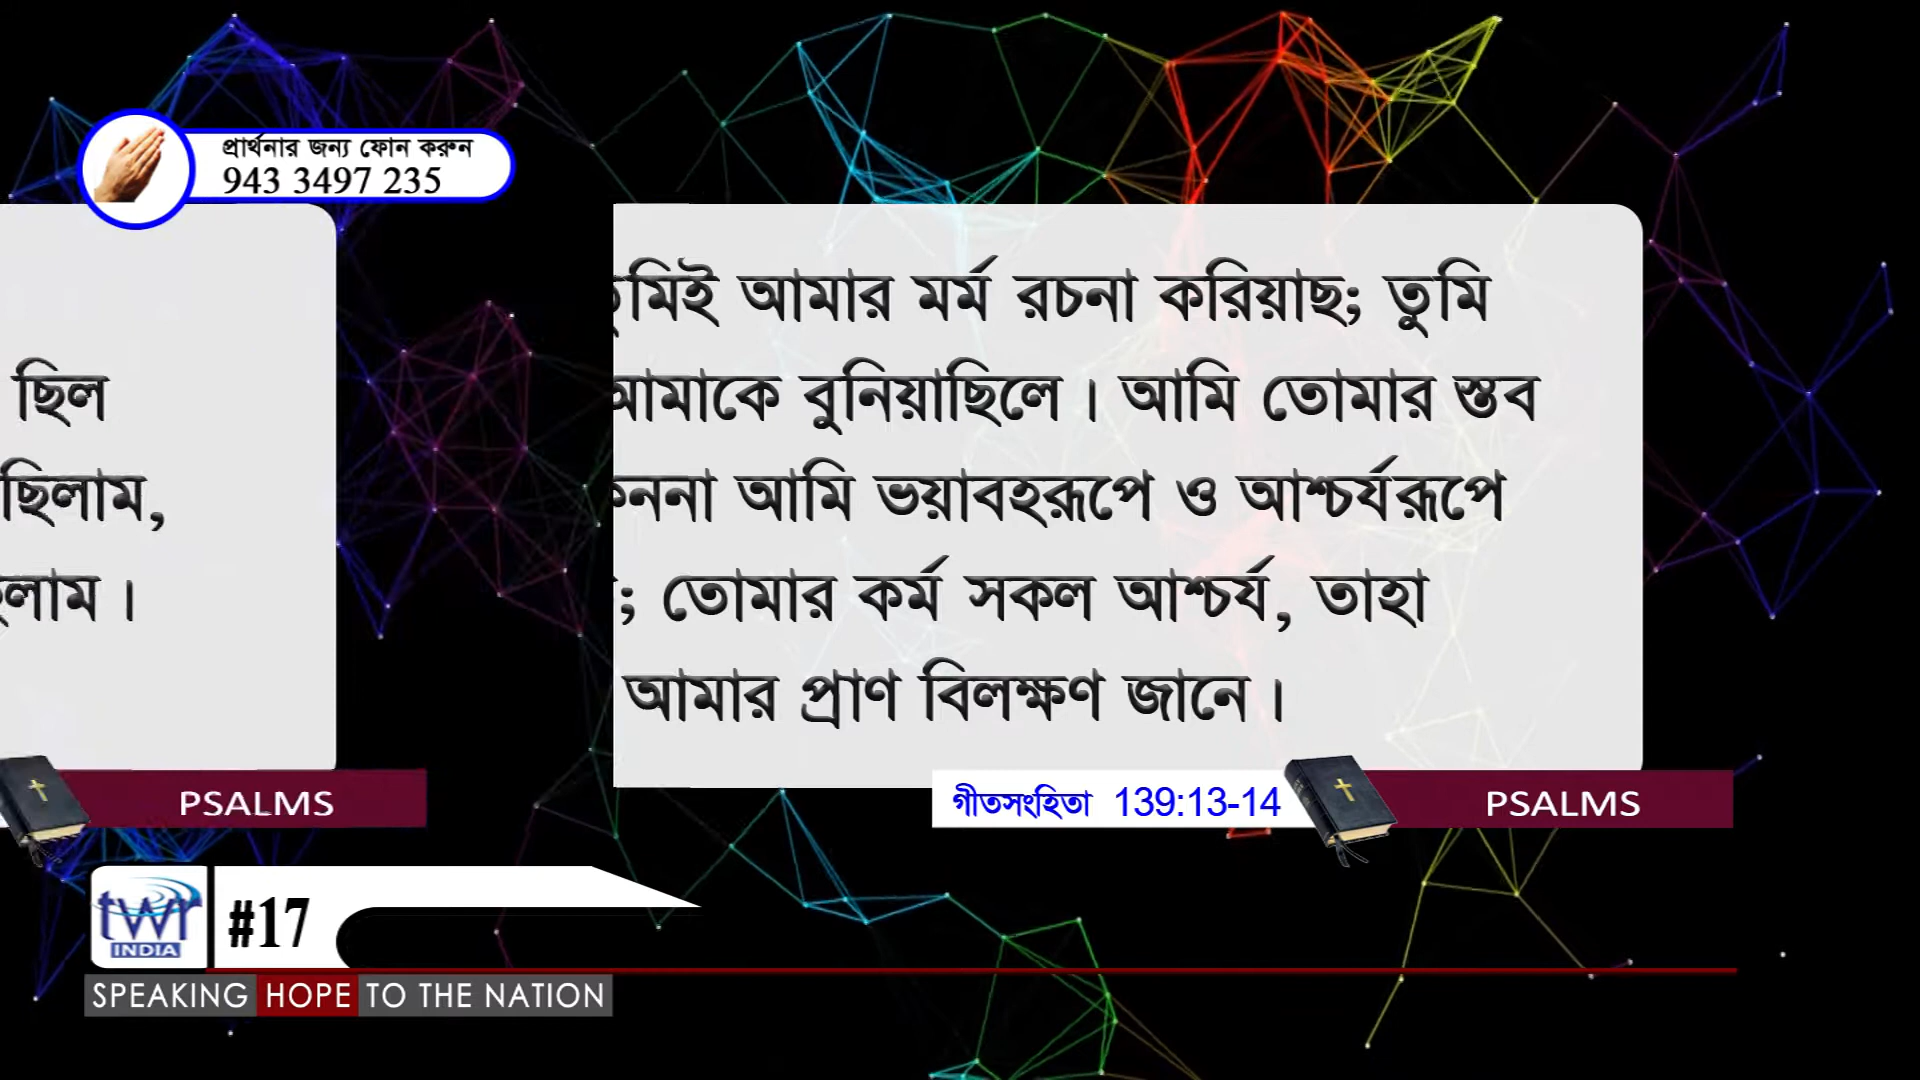 প্রার্থনার জন্য ফোন করুন
943 3497 235
ছিল
ছিলাম,
তুমিই আমার মর্ম রচনা করিয়াছ; তুমি
আমাকে বুনিয়াছিলে। আমি তোমার স্তব
আমি ভয়াবহরূপে ও আশ্চর্যরূপে
; তোমার কর্ম সকল আশ্চর্য, তাহা
আমার প্রাণ বিলক্ষণ জানে।
PSALMS
গীতসংহিতা 139:13-14
PSALMS
twr
INDIA
#17
SPEAKING HOPE TO THE NATION